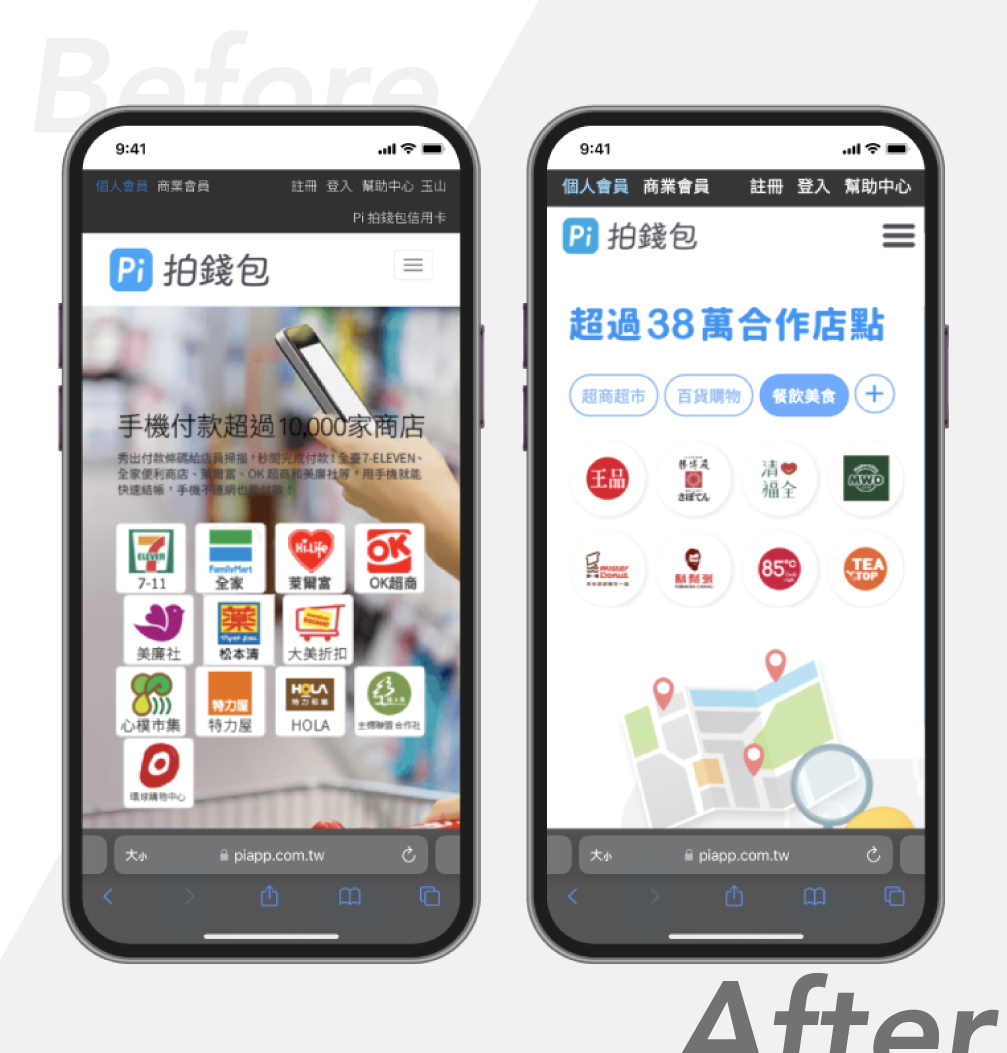 Before
9:41
個人會員 商業會員 註冊 登入 幫助中心 玉山
Pi 拍錢包信用卡
Pi 拍錢包
手機付款超過10,000家商店
秀出付款條碼給店員掃描，秒間完成付款！全臺7-ELEVEN、
全家便利商店、萊爾富、OK 超商和美廉社等，用手機就能
快速結帳，手機不連網也能付款！
ELEVEN
FamilyMart
Hi-Life
OK
7-11
全家
萊爾富
OK超商
藥
美廉社
松本清
大美折扣
特力屋
HOLA
特力和樂
心樸市集
特力屋
HOLA
主婦聯盟 合作社
環球購物中心
大小
piapp.com.tw
9:41
個人會員 商業會員 註冊 登入 幫助中心
Pi 拍錢包
超過38萬合作店點
超商超市
百貨購物
餐飲美食
+
王品
勝博殿
さぼてん
清
福全
MWD
mister
Donut
鬍鬚張
85°C
TEA
TOP
大小
piapp.com.tw
After